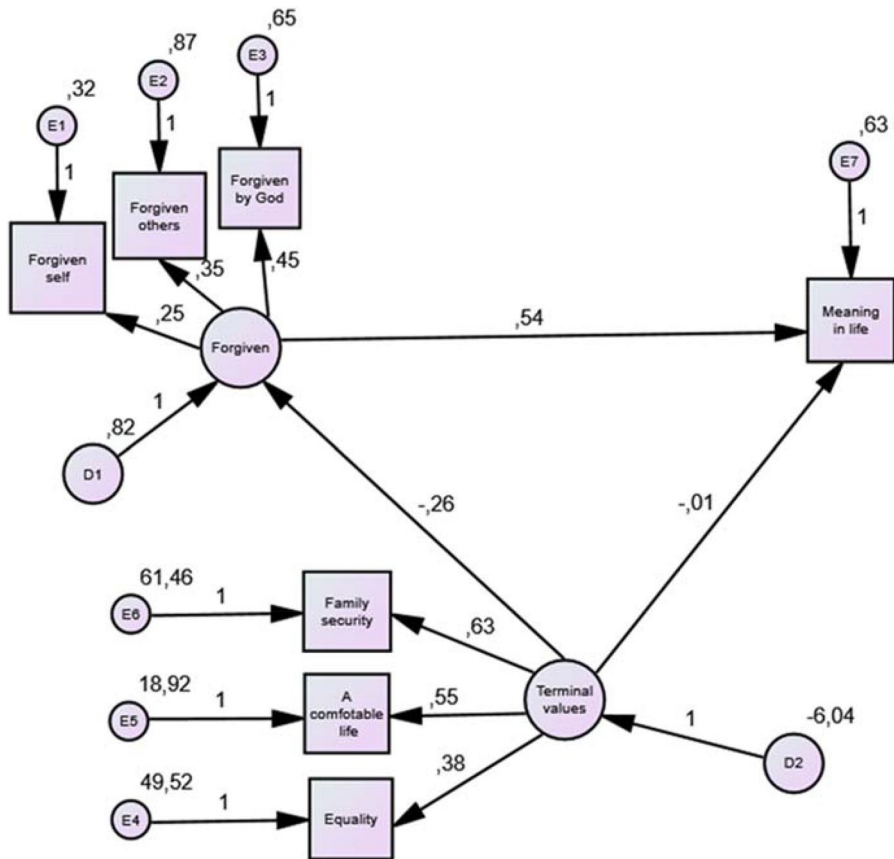 ,65
,87
E3
,32
E2
1
E1
1
,63
1
E7
Forgiven
by God
Forgiven
others
1
Forgiven
self
,45
,35
,25
,54
Meaning
in life
Forgiven
1
,82
D1
-,26
-,01
61,46
1
E6
Family
security
,63
18,92
1
E5
A
comfotable
life
,55
Terminal
values
1
-6,04
D2
49,52
1
E4
Equality
,38